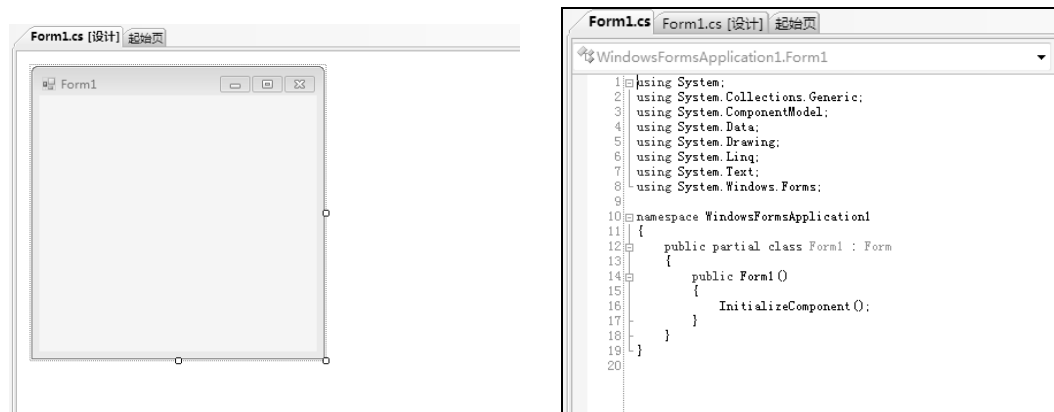 Form1.cs [设计] 起始页
Form1
Form1.cs Form1.cs [设计] 起始页
WindowsFormsApplication1.Form1
1 using System;
2 using System.Collections.Generic;
3 using System.ComponentModel;
4 using System.Data;
5 using System.Drawing;
6 using System.Linq;
7 using System.Text;
8 using System.Windows.Forms;
9
10 namespace WindowsFormsApplication1
11 {
12 public partial class Form1 : Form
13 {
14 public Form1()
15 {
16 InitializeComponent();
17 }
18 }
19 }
20